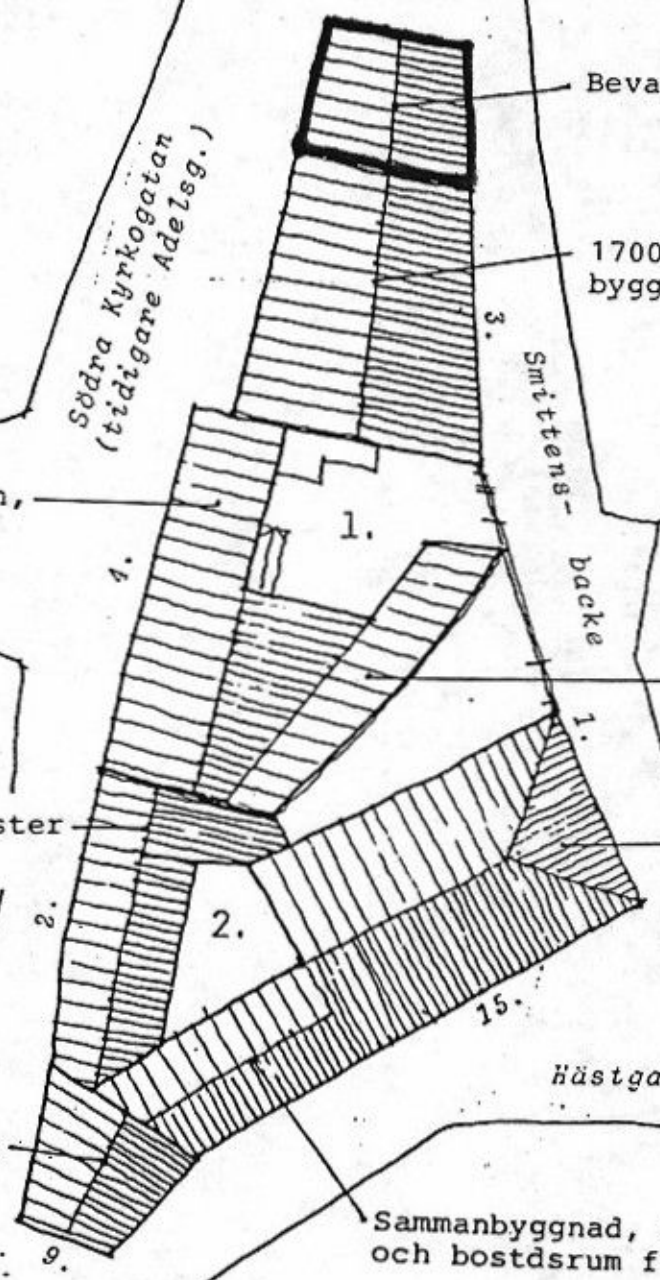 Beva
Södra Kyrkogatan
(tidigare Adelsg.)
1700
bygg
3.
Smittens-
backe
1.
4.
1.
ster
2.
2.
15.
Hästga
Sammanbyggnad,
och bostdsrum f
9.